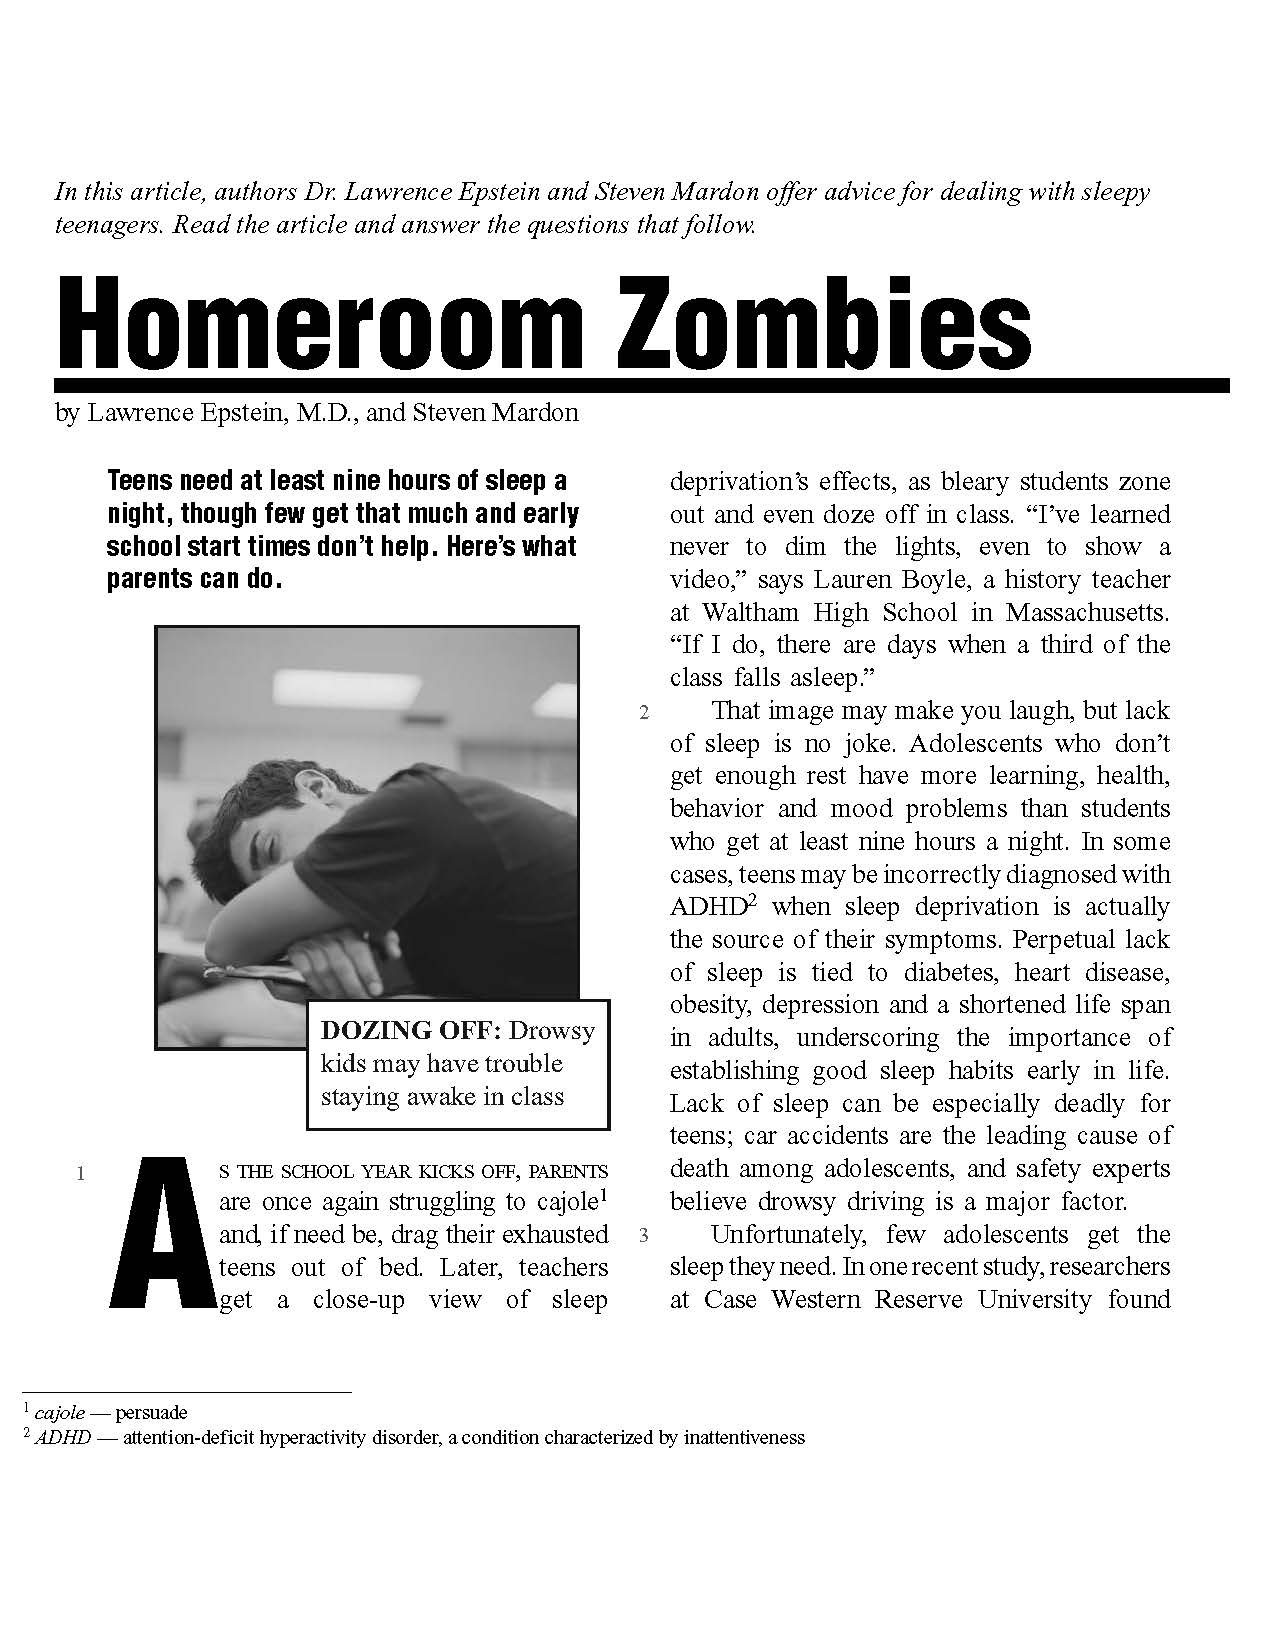 In this article, authors Dr. Lawrence Epstein and Steven Mardon offer advice for dealing with sleepy
teenagers. Read the article and answer the questions that follow.
Homeroom Zombies
by Lawrence Epstein, M.D., and Steven Mardon
Teens need at least nine hours of sleep a
night, though few get that much and early
school start times don’t help. Here’s what
parents can do.
DOZING OFF: Drowsy
kids may have trouble
staying awake in class
1 AS THE SCHOOL YEAR KICKS OFF, PARENTS
are once again struggling to cajole1
and, if need be, drag their exhausted
teens out of bed. Later, teachers
get a close-up view of sleep
deprivation’s effects, as bleary students zone
out and even doze off in class. “I’ve learned
never to dim the lights, even to show a
video,” says Lauren Boyle, a history teacher
at Waltham High School in Massachusetts.
“If I do, there are days when a third of the
class falls asleep.”
2 That image may make you laugh, but lack
of sleep is no joke. Adolescents who don’t
get enough rest have more learning, health,
behavior and mood problems than students
who get at least nine hours a night. In some
cases, teens may be incorrectly diagnosed with
ADHD2 when sleep deprivation is actually
the source of their symptoms. Perpetual lack
of sleep is tied to diabetes, heart disease,
obesity, depression and a shortened life span
in adults, underscoring the importance of
establishing good sleep habits early in life.
Lack of sleep can be especially deadly for
teens; car accidents are the leading cause of
death among adolescents, and safety experts
believe drowsy driving is a major factor.
3 Unfortunately, few adolescents get the
sleep they need. In one recent study, researchers
at Case Western Reserve University found
1 cajole — persuade
2 ADHD — attention-deficit hyperactivity disorder, a condition characterized by inattentiveness